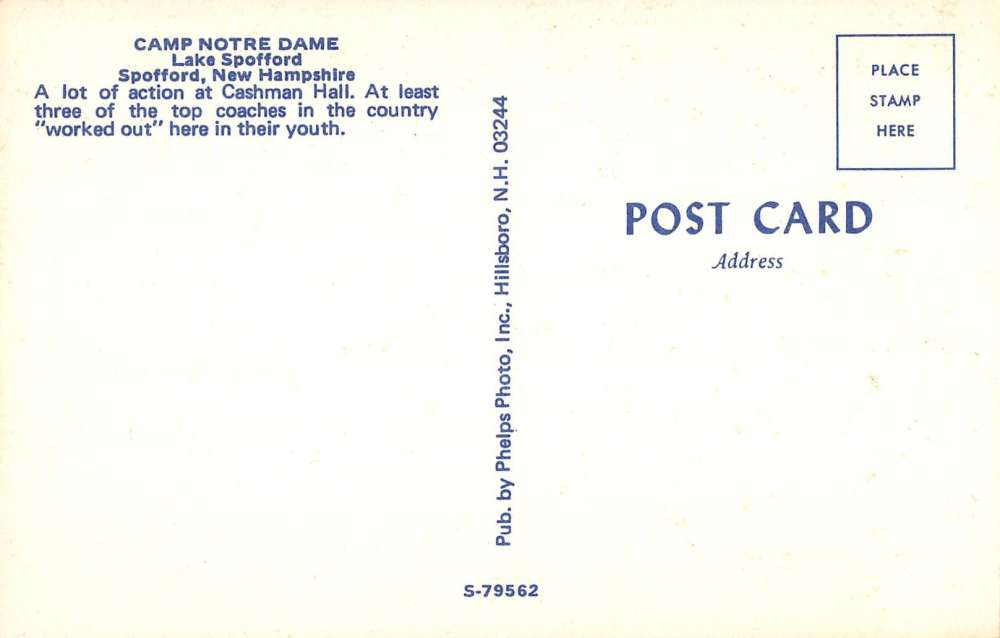 CAMP NOTRE DAME
Lake Spofford
Spofford, New Hampshire
A lot of action at Cashman Hall. At least
three of the top coaches in the country
"worked out" here in their youth.
Pub. by Phelps Photo, Inc., Hillsboro, N.H. 03244
S-79562
PLACE
STAMP
HERE
POST CARD
Address